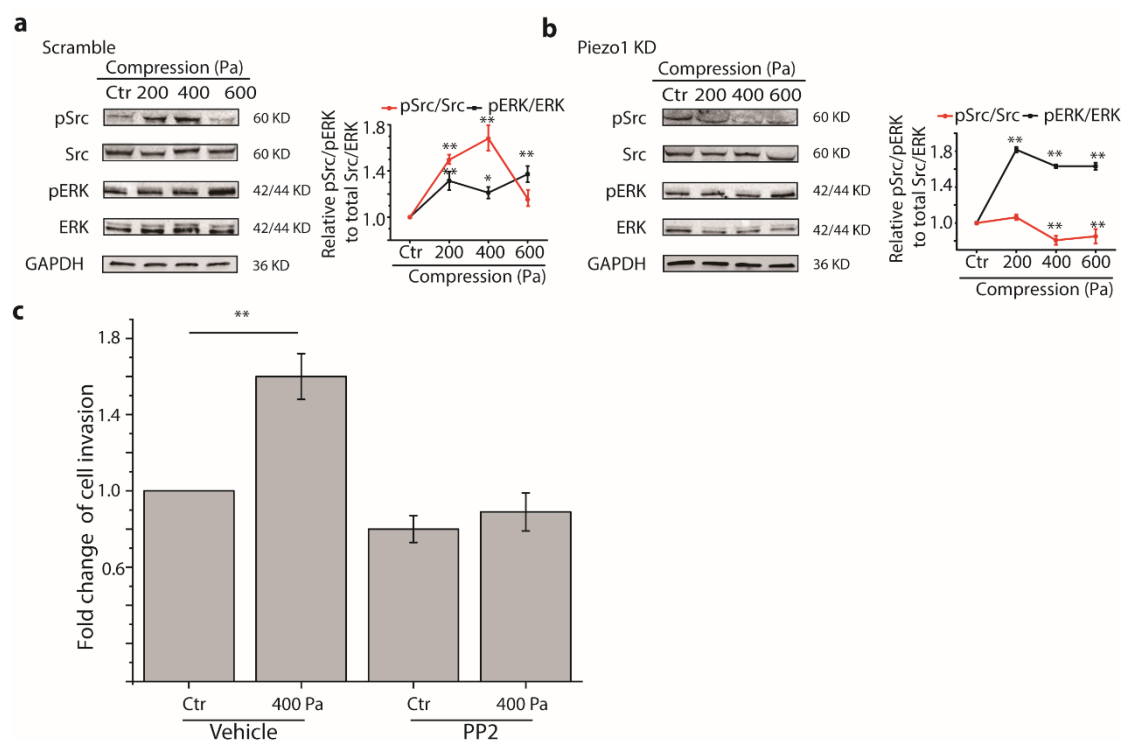 a
Scramble
Compression (Pa)
Ctr 200 400 600
pSrc 60 KD
Src 60 KD
pERK 42/44 KD
ERK 42/44 KD
GAPDH 36 KD
pSrc/Src pERK/ERK
Relative pSrc/pERK
to total Src/ERK
1.8
1.4
1.0
**
**
**
*
**
Ctr 200 400 600
Compression (Pa)
b
Piezo1 KD
Compression (Pa)
Ctr 200 400 600
pSrc 60 KD
Src 60 KD
pERK 42/44 KD
ERK 42/44 KD
GAPDH 36 KD
pSrc/Src pERK/ERK
Relative pSrc/pERK
to total Src/ERK
1.8
1.4
1.0
** ** **
** **
Ctr 200 400 600
Compression (Pa)
c
Fold change of cell invasion
1.8
1.4
1.0
0.6
**
Ctr 400 Pa Ctr 400 Pa
Vehicle PP2